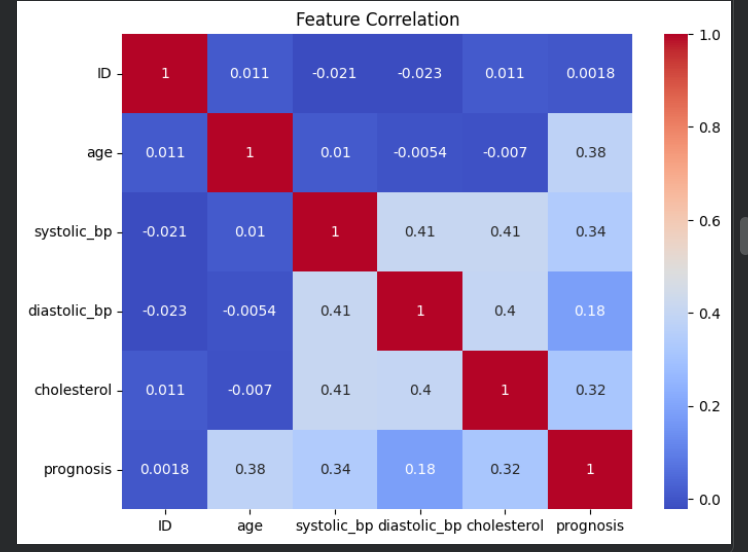 Feature Correlation
ID 1 0.011 -0.021 -0.023 0.011 0.0018 1.0
age 0.011 1 0.01 -0.0054 -0.007 0.38 0.8
systolic_bp -0.021 0.01 1 0.41 0.41 0.34 0.6
diastolic_bp -0.023 -0.0054 0.41 1 0.4 0.18 0.4
cholesterol 0.011 -0.007 0.41 0.4 1 0.32 0.2
prognosis 0.0018 0.38 0.34 0.18 0.32 1 0.0
ID age systolic_bp diastolic_bp cholesterol prognosis